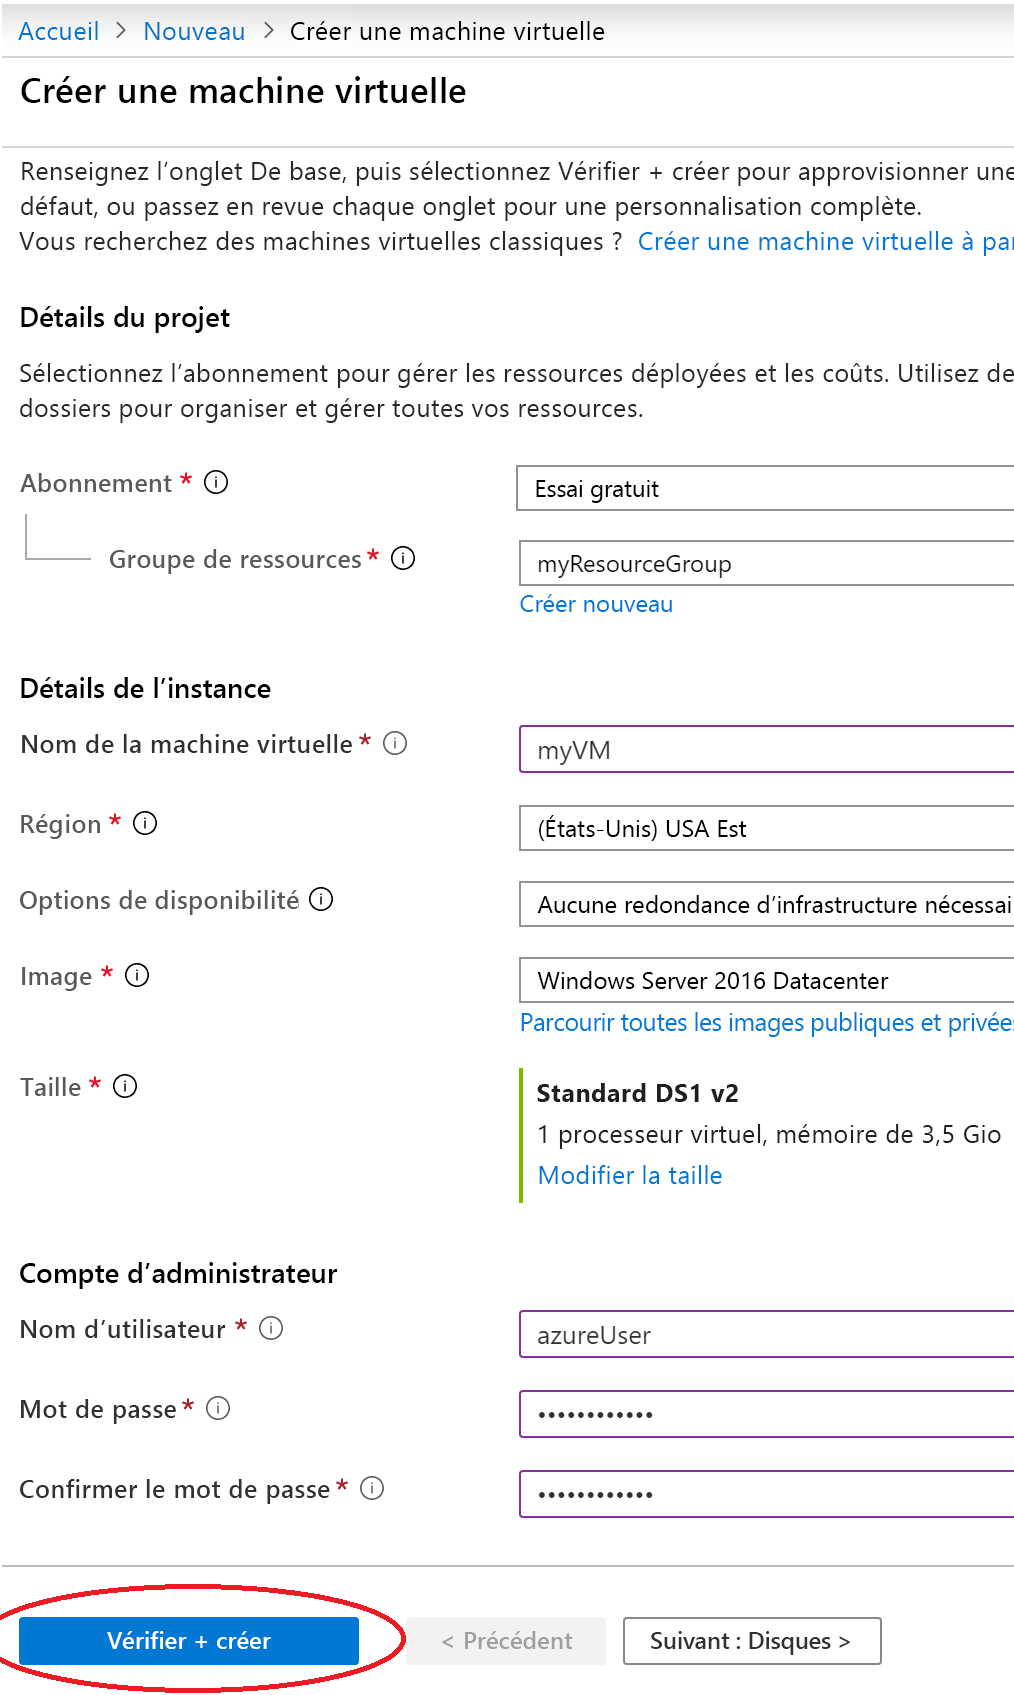 Accueil > Nouveau > Créer une machine virtuelle
Créer une machine virtuelle
Renseignez l’onglet De base, puis sélectionnez Vérifier + créer pour approvisionner une
défaut, ou passez en revue chaque onglet pour une personnalisation complète.
Vous recherchez des machines virtuelles classiques ? Créer une machine virtuelle à par
Détails du projet
Sélectionnez l’abonnement pour gérer les ressources déployées et les coûts. Utilisez de
dossiers pour organiser et gérer toutes vos ressources.
Abonnement * Essai gratuit
Groupe de ressources * myResourceGroup
Créer nouveau
Détails de l’instance
Nom de la machine virtuelle * myVM
Région * (États-Unis) USA Est
Options de disponibilité Aucune redondance d’infrastructure nécessai
Image * Windows Server 2016 Datacenter
Parcourir toutes les images publiques et privées
Taille * Standard DS1 v2
1 processeur virtuel, mémoire de 3,5 Gio
Modifier la taille
Compte d’administrateur
Nom d’utilisateur * azureUser
Mot de passe * ••••••••••••
Confirmer le mot de passe * ••••••••••••
Vérifier + créer < Précédent Suivant : Disques >